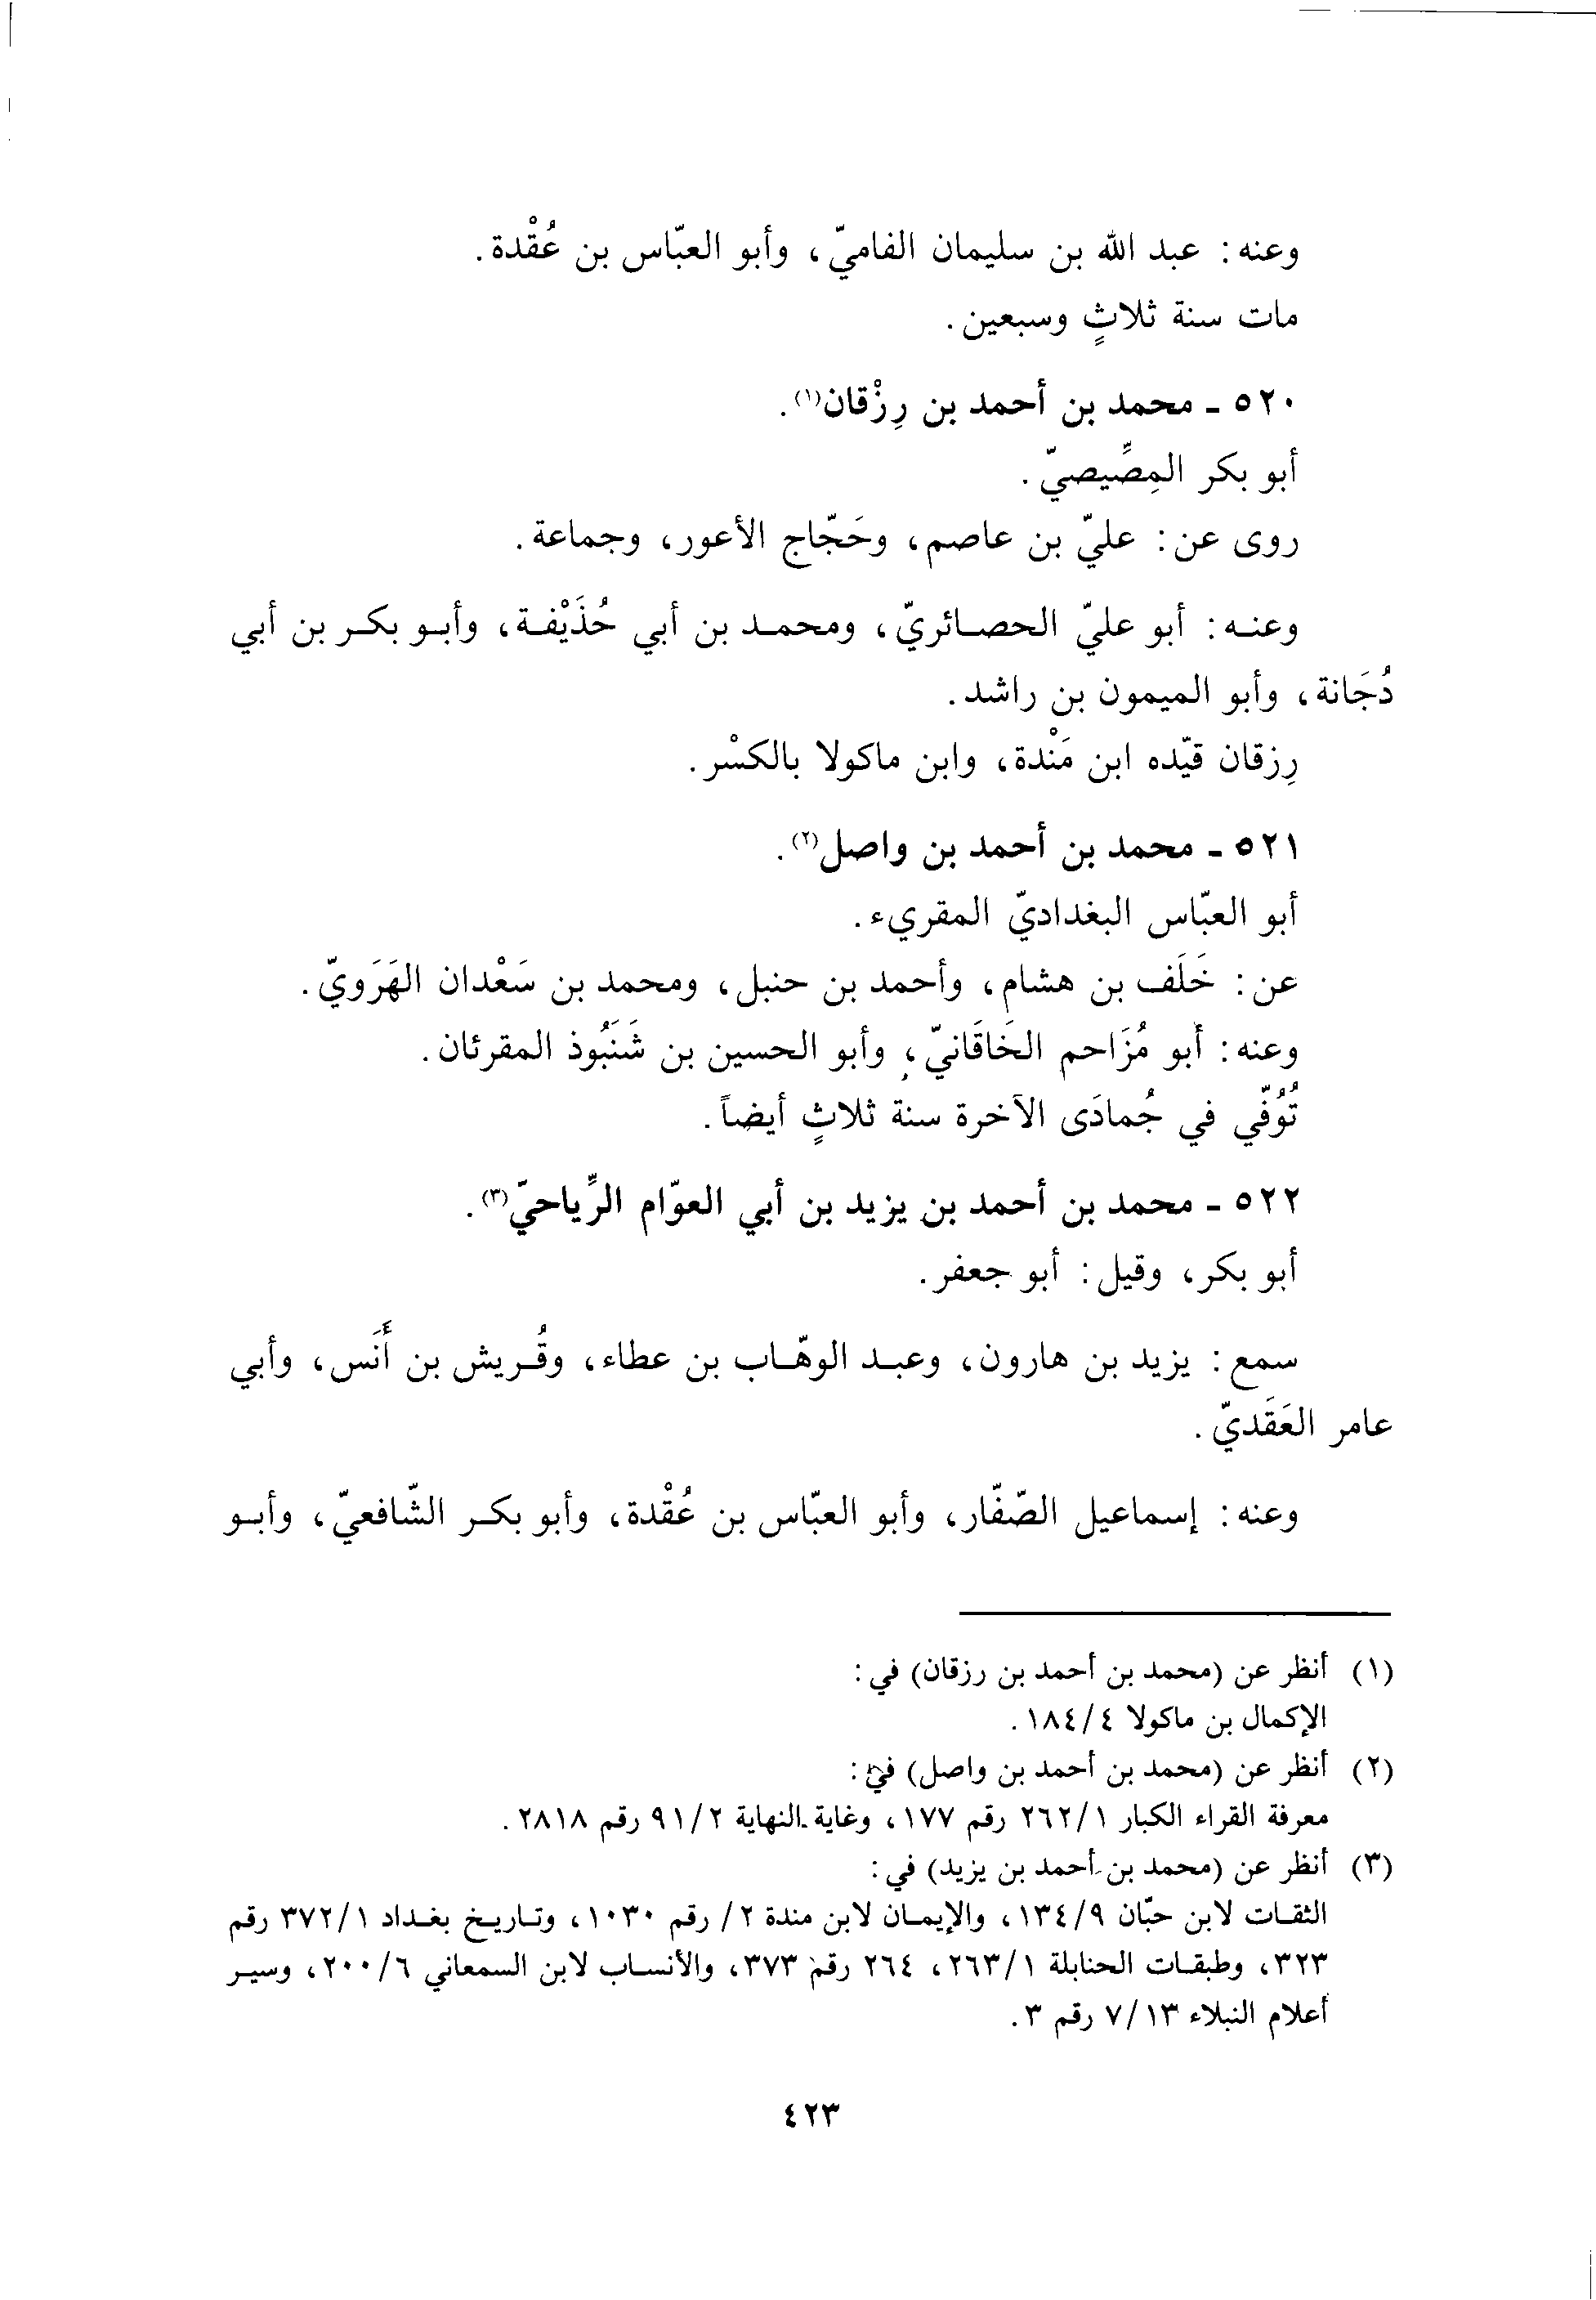 وعنه: عبد الله بن سليمان الفاميّ، وأبو العبّاس بن عُقْدة.
مات سنة ثلاثٍ وسبعين.
٥٢٠ - محمد بن أحمد بن رِزْقان(١).
أبو بكر المِصِّيصيّ.
روى عن: عليّ بن عاصم، وحَجّاج الأعور، وجماعة.
وعنه: أبو عليّ الحصائريّ، ومحمد بن أبي حُذَيْفة، وأبو بكر بن أبي
دُجَانة، وأبو الميمون بن راشد.
رِزقان قيّده ابن مَنْدة، وابن ماكولا بالكسْر.
٥٢١ - محمد بن أحمد بن واصل(٢).
أبو العبّاس البغداديّ المقريء.
عن: خَلَف بن هشام، وأحمد بن حنبل، ومحمد بن سَعْدان الهَرَويّ.
وعنه: أبو مُزَاحم الخَاقَانيّ، وأبو الحسين بن شَنَبُوذ المقرئان.
تُوُفّي في جُمادَى الآخرة سنة ثلاثٍ أيضاً.
٥٢٢ - محمد بن أحمد بن يزيد بن أبي العوّام الرِّياحيّ(٣).
أبو بكر، وقيل: أبو جعفر.
سمع: يزيد بن هارون، وعبد الوهّاب بن عطاء، وقُريش بن أَنَس، وأبي
عامر العَقَديّ.
وعنه: إسماعيل الصّفّار، وأبو العبّاس بن عُقْدة، وأبو بكر الشّافعيّ، وأبو
(١) أنظر عن (محمد بن أحمد بن رزقان) في:
الإكمال بن ماكولا ٤/١٨٤.
(٢) أنظر عن (محمد بن أحمد بن واصل) في:
معرفة القراء الكبار ١/٢٦٢ رقم ١٧٧، وغاية النهاية ٢/٩١ رقم ٢٨١٨.
(٣) أنظر عن (محمد بن أحمد بن يزيد) في:
الثقات لابن حبّان ٩/١٣٤، والإيمان لابن مندة ٢/ رقم ١٠٣٠، وتاريخ بغداد ١/٣٧٢ رقم
٣٢٣، وطبقات الحنابلة ١/٢٦٣، ٢٦٤ رقم ٣٧٣، والأنساب لابن السمعاني ٦/٢٠٠، وسير
أعلام النبلاء ١٣/٧ رقم ٣.
٤٢٣